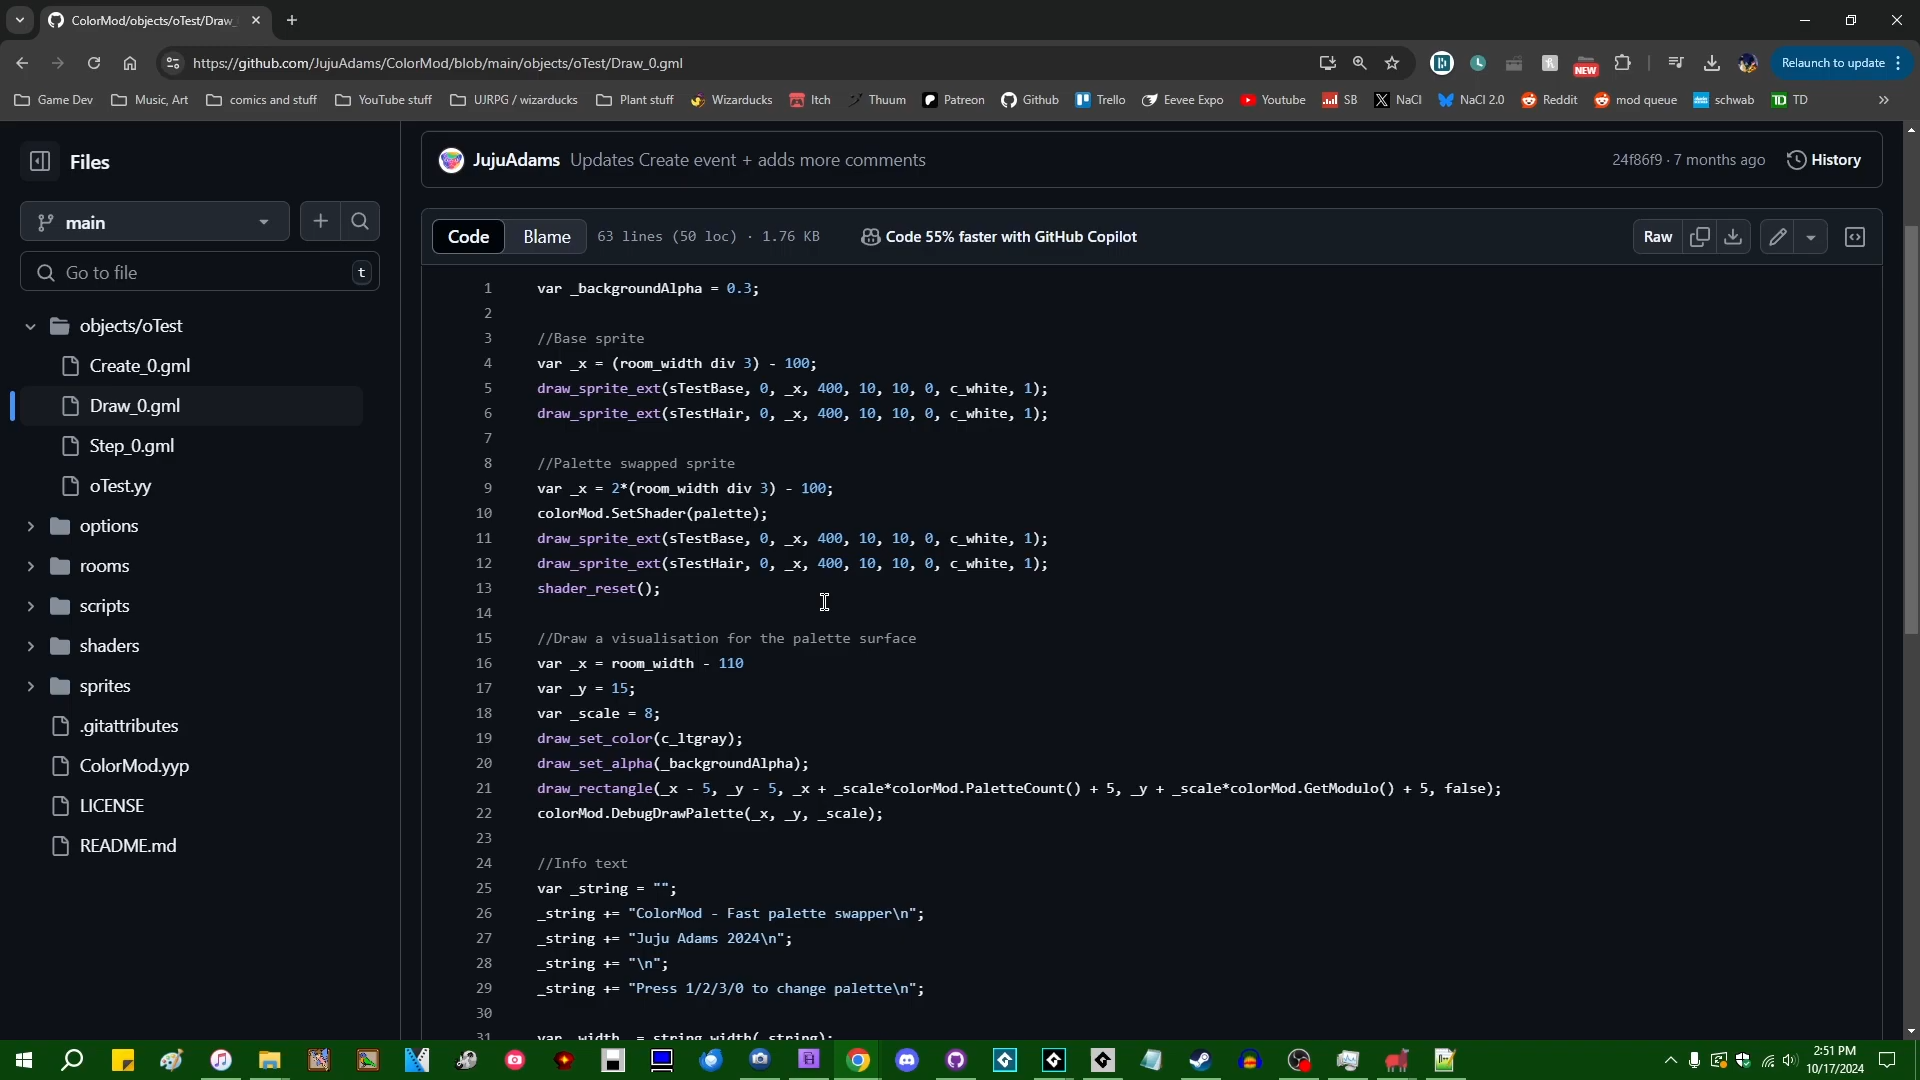 ColorMod/objects/oTest/Draw_
https://github.com/JujuAdams/ColorMod/blob/main/objects/oTest/Draw_0.gml
NEW
Relaunch to update
Game Dev
Music, Art
comics and stuff
YouTube stuff
UJRPG / wizarducks
Plant stuff
Wizarducks
Itch
Thuum
Patreon
Github
Trello
Eevee Expo
Youtube
SB
NaCl
NaCl 2.0
Reddit
mod queue
schwab
TD
Files
main
Go to file
t
objects/oTest
Create_0.gml
Draw_0.gml
Step_0.gml
oTest.yy
options
rooms
scripts
shaders
sprites
.gitattributes
ColorMod.yyp
LICENSE
README.md
JujuAdams Updates Create event + adds more comments
24f86f9 · 7 months ago
History
Code
Blame
63 lines (50 loc) · 1.76 KB
Code 55% faster with GitHub Copilot
Raw
1 var _backgroundAlpha = 0.3;
2
3 //Base sprite
4 var _x = (room_width div 3) - 100;
5 draw_sprite_ext(sTestBase, 0, _x, 400, 10, 10, 0, c_white, 1);
6 draw_sprite_ext(sTestHair, 0, _x, 400, 10, 10, 0, c_white, 1);
7
8 //Palette swapped sprite
9 var _x = 2*(room_width div 3) - 100;
10 colorMod.SetShader(palette);
11 draw_sprite_ext(sTestBase, 0, _x, 400, 10, 10, 0, c_white, 1);
12 draw_sprite_ext(sTestHair, 0, _x, 400, 10, 10, 0, c_white, 1);
13 shader_reset();
14
15 //Draw a visualisation for the palette surface
16 var _x = room_width - 110
17 var _y = 15;
18 var _scale = 8;
19 draw_set_color(c_ltgray);
20 draw_set_alpha(_backgroundAlpha);
21 draw_rectangle(_x - 5, _y - 5, _x + _scale*colorMod.PaletteCount() + 5, _y + _scale*colorMod.GetModulo() + 5, false);
22 colorMod.DebugDrawPalette(_x, _y, _scale);
23
24 //Info text
25 var _string = "";
26 _string += "ColorMod - Fast palette swapper\n";
27 _string += "Juju Adams 2024\n";
28 _string += "\n";
29 _string += "Press 1/2/3/0 to change palette\n";
30
31 var _width = string_width(_string);
2:51 PM
10/17/2024